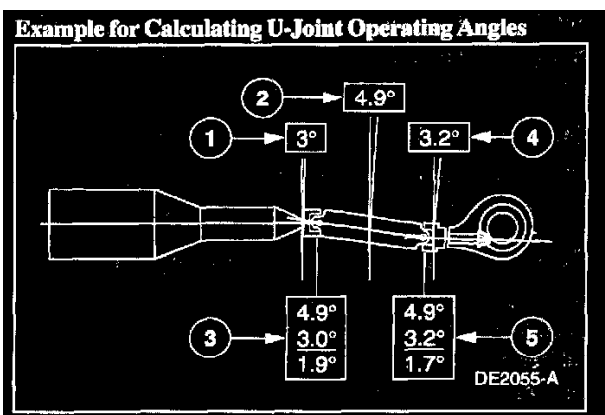 Example for Calculating U-Joint Operating Angles
2 4.9°
1 3° 3.2° 4
4.9° 4.9°
3 3.0° 3.2° 5
1.9° 1.7°
DE2055-A